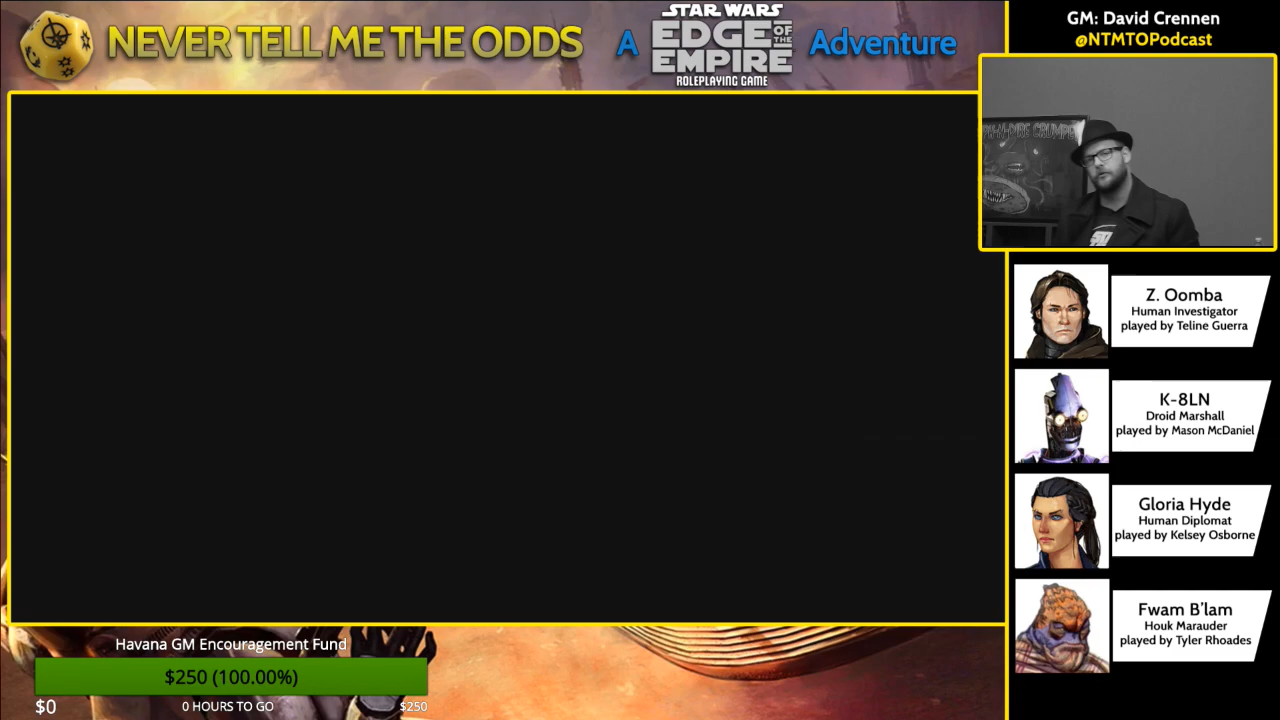 NEVER TELL ME THE ODDS
A STAR WARS EDGE OF THE EMPIRE ROLEPLAYING GAME Adventure
GM: David Crennen
@NTMTOPodcast
Z. Oomba
Human Investigator
played by Teline Guerra
K-8LN
Droid Marshall
played by Mason McDaniel
Gloria Hyde
Human Diplomat
played by Kelsey Osborne
Fwam B'lam
Houk Marauder
played by Tyler Rhoades
Havana GM Encouragement Fund
$250 (100.00%)
$0 0 HOURS TO GO $250